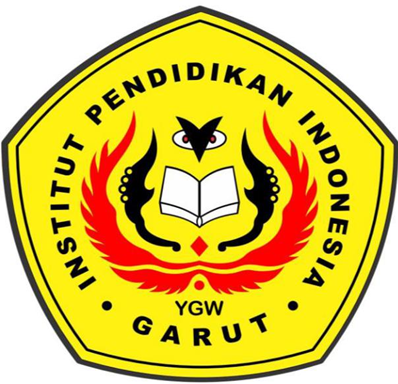 INSTITUT PENDIDIKAN INDONESIA
YGW
• GARUT •